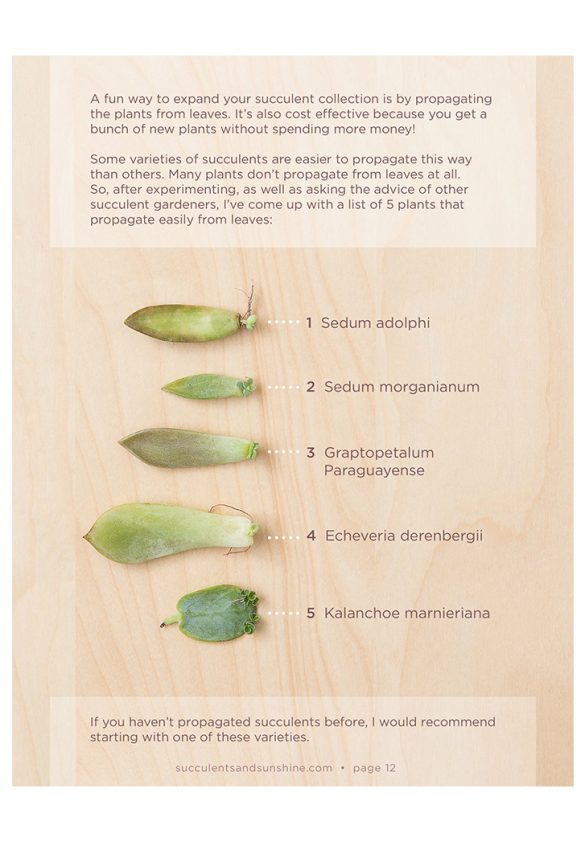 A fun way to expand your succulent collection is by propagating
the plants from leaves. It's also cost effective because you get a
bunch of new plants without spending more money!
Some varieties of succulents are easier to propagate this way
than others. Many plants don't propagate from leaves at all.
So, after experimenting, as well as asking the advice of other
succulent gardeners, I've come up with a list of 5 plants that
propagate easily from leaves:
1 Sedum adolphi
2 Sedum morganianum
3 Graptopetalum
Paraguayense
4 Echeveria derenbergii
5 Kalanchoe marnieriana
If you haven't propagated succulents before, I would recommend
starting with one of these varieties.
succulentsandsunshine.com • page 12